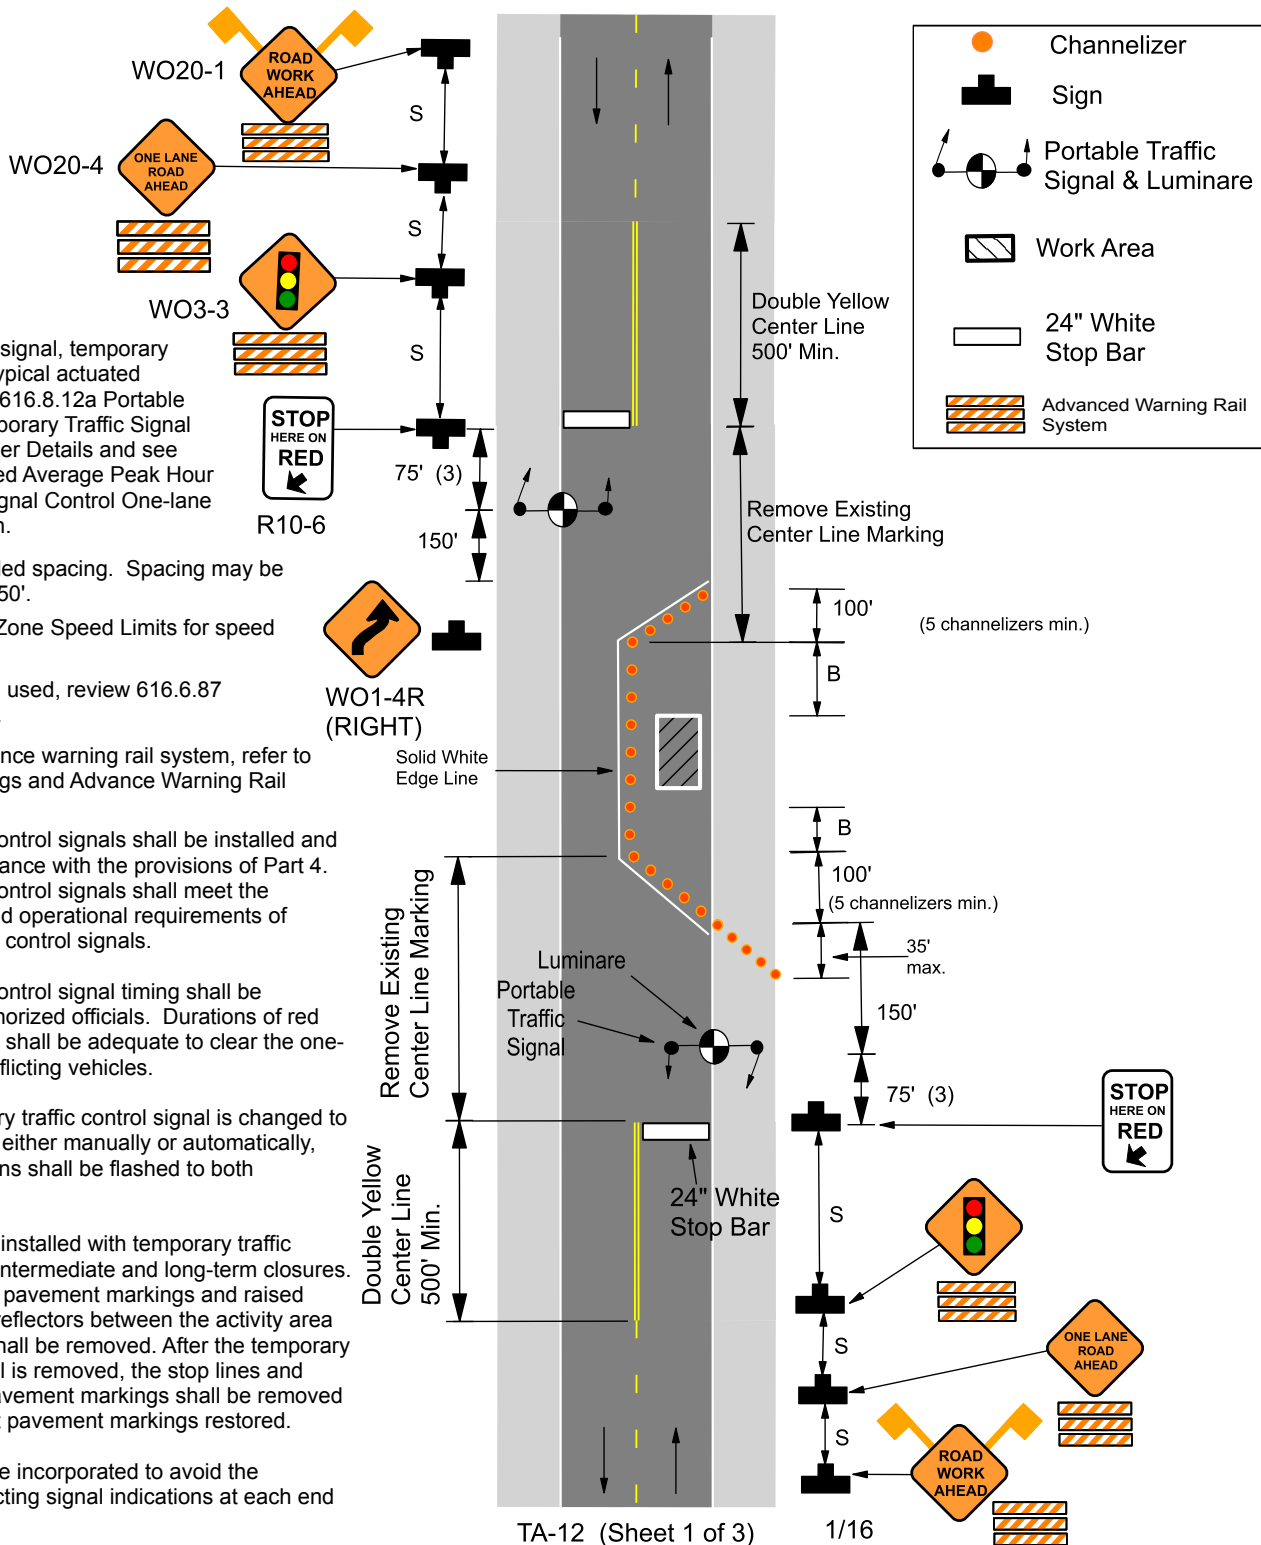 WO20-1
ROAD
WORK
AHEAD
S
WO20-4
ONE LANE
ROAD
AHEAD
S
WO3-3
S
STOP
HERE ON
RED
R10-6
75' (3)
150'
WO1-4R
(RIGHT)
Solid White
Edge Line
signal, temporary
ypical actuated
616.8.12a Portable
porary Traffic Signal
er Details and see
ed Average Peak Hour
gnal Control One-lane
n.
led spacing. Spacing may be
50'.
Zone Speed Limits for speed
used, review 616.6.87
ance warning rail system, refer to
gs and Advance Warning Rail
ontrol signals shall be installed and
ance with the provisions of Part 4.
ontrol signals shall meet the
d operational requirements of
control signals.
ontrol signal timing shall be
horized officials. Durations of red
shall be adequate to clear the one-
flicting vehicles.
ry traffic control signal is changed to
either manually or automatically,
ns shall be flashed to both
installed with temporary traffic
intermediate and long-term closures.
pavement markings and raised
reflectors between the activity area
hall be removed. After the temporary
l is removed, the stop lines and
avement markings shall be removed
t pavement markings restored.
e incorporated to avoid the
cting signal indications at each end
Double Yellow
Center Line
500' Min.
Remove Existing
Center Line Marking
100'
(5 channelizers min.)
B
B
100'
(5 channelizers min.)
35'
max.
150'
75' (3)
Remove Existing
Center Line Marking
Luminare
Portable
Traffic
Signal
Double Yellow
Center Line
500' Min.
24" White
Stop Bar
STOP
HERE ON
RED
S
S
ONE LANE
ROAD
AHEAD
S
ROAD
WORK
AHEAD
TA-12 (Sheet 1 of 3)
1/16
Channelizer
Sign
Portable Traffic
Signal & Luminare
Work Area
24" White
Stop Bar
Advanced Warning Rail
System